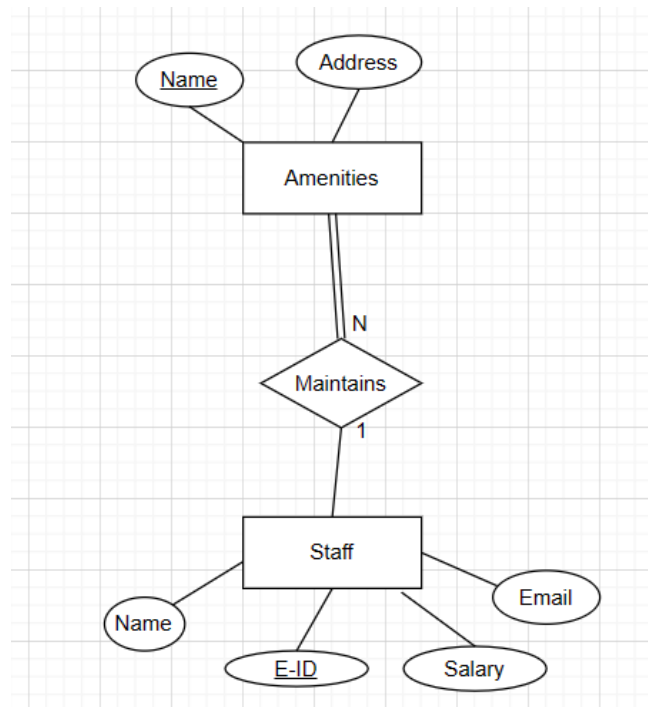 Address
Name
Amenities
N
Maintains
1
Staff
Email
Name
E-ID
Salary